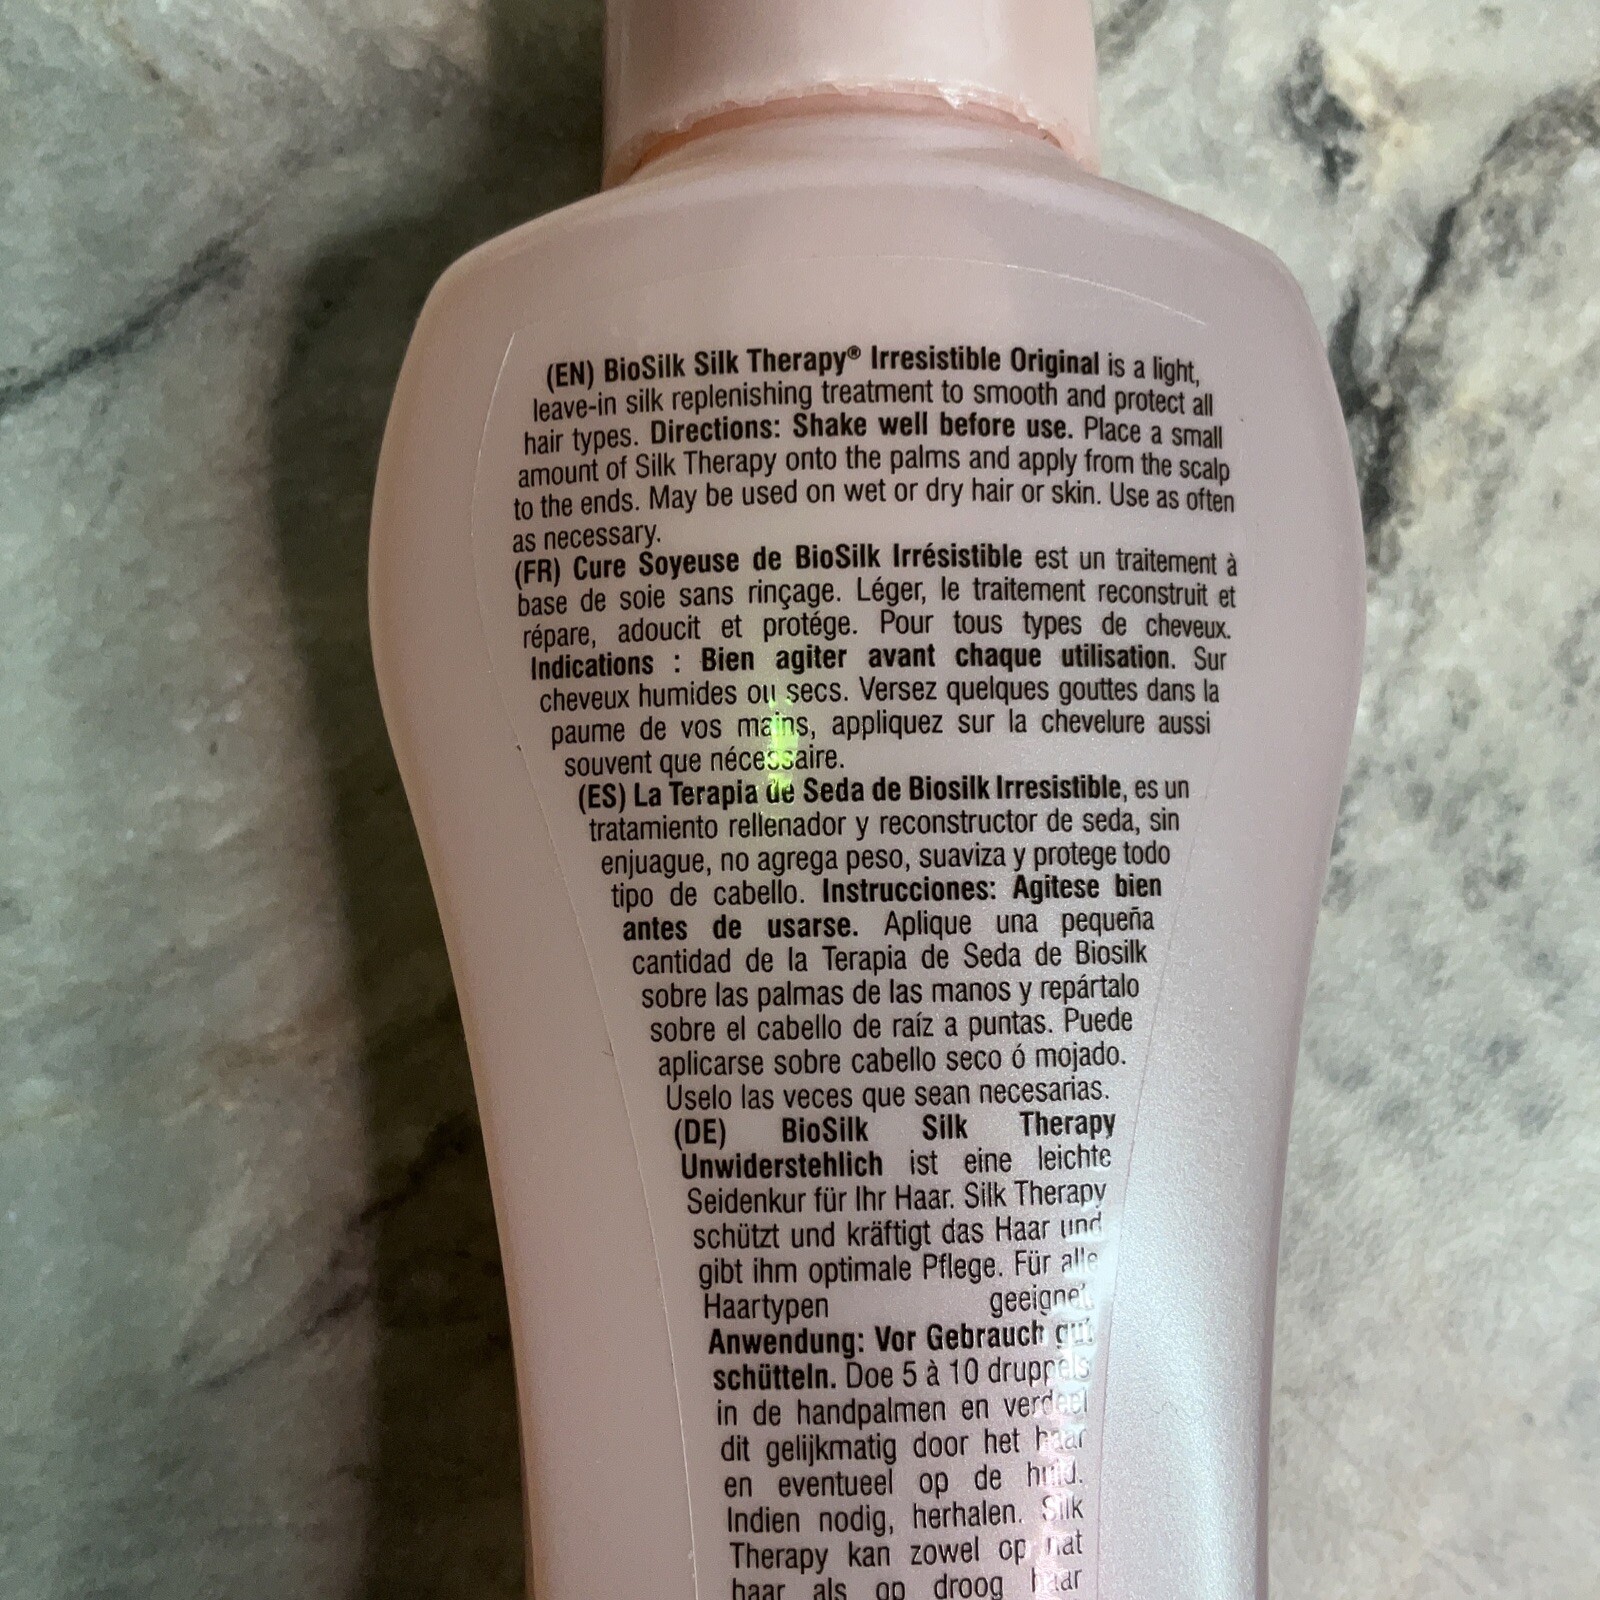 (EN) BioSilk Silk Therapy® Irresistible Original is a light,
leave-in silk replenishing treatment to smooth and protect all
hair types. Directions: Shake well before use. Place a small
amount of Silk Therapy onto the palms and apply from the scalp
to the ends. May be used on wet or dry hair or skin. Use as often
as necessary.
(FR) Cure Soyeuse de BioSilk Irrésistible est un traitement à
base de soie sans rinçage. Léger, le traitement reconstruit et
répare, adoucit et protége. Pour tous types de cheveux.
Indications : Bien agiter avant chaque utilisation. Sur
cheveux humides ou secs. Versez quelques gouttes dans la
paume de vos mains, appliquez sur la chevelure aussi
souvent que nécessaire.
(ES) La Terapia de Seda de Biosilk Irresistible, es un
tratamiento rellenador y reconstructor de seda, sin
enjuague, no agrega peso, suaviza y protege todo
tipo de cabello. Instrucciones: Agitese bien
antes de usarse. Aplique una pequeña
cantidad de la Terapia de Seda de Biosilk
sobre las palmas de las manos y repártalo
sobre el cabello de raíz a puntas. Puede
aplicarse sobre cabello seco ó mojado.
Uselo las veces que sean necesarias.
(DE) BioSilk Silk Therapy
Unwiderstehlich ist eine leichte
Seidenkur für Ihr Haar. Silk Therapy
schützt und kräftigt das Haar und
gibt ihm optimale Pflege. Für alle
Haartypen geeignet.
Anwendung: Vor Gebrauch gut
schütteln. Doe 5 à 10 druppels
in de handpalmen en verdeel
dit gelijkmatig door het haar
en eventueel op de huid.
Indien nodig, herhalen. Silk
Therapy kan zowel op nat
haar als op droog haar